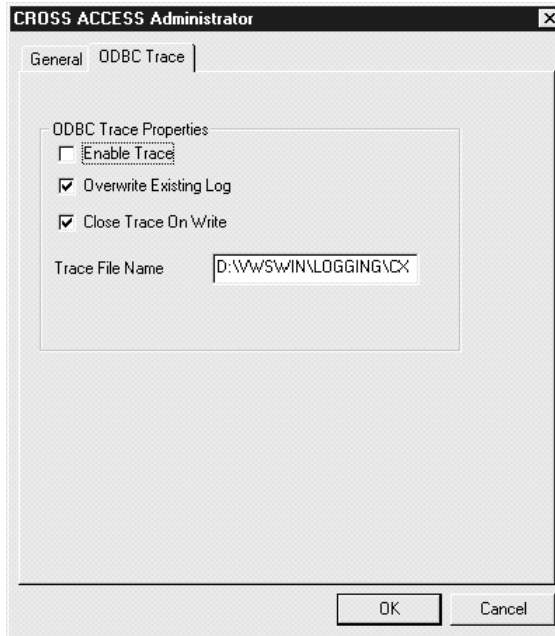 CROSS ACCESS Administrator
General ODBC Trace
ODBC Trace Properties
Enable Trace
Overwrite Existing Log
Close Trace On Write
Trace File Name D:\VWSWIN\LOGGING\CX
OK Cancel